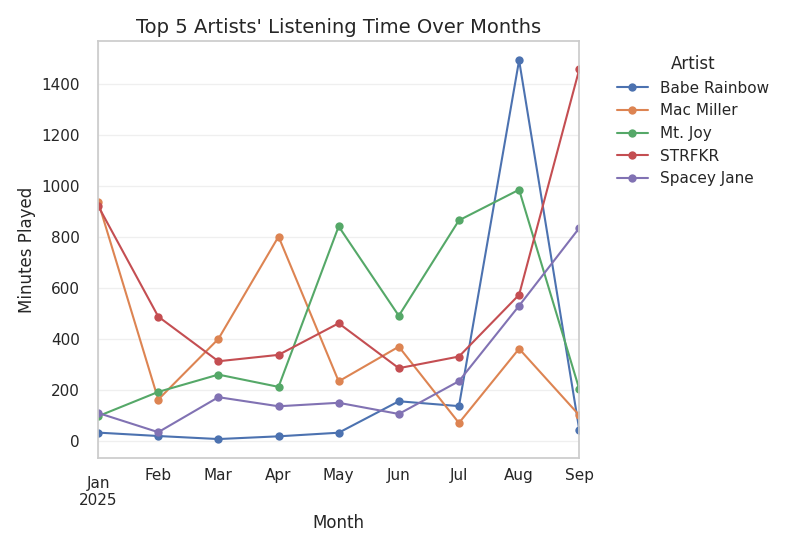 Top 5 Artists' Listening Time Over Months
Artist
Babe Rainbow
Mac Miller
Mt. Joy
STRFKR
Spacey Jane
Minutes Played
1400
1200
1000
800
600
400
200
0
Jan
2025
Feb
Mar
Apr
May
Jun
Jul
Aug
Sep
Month